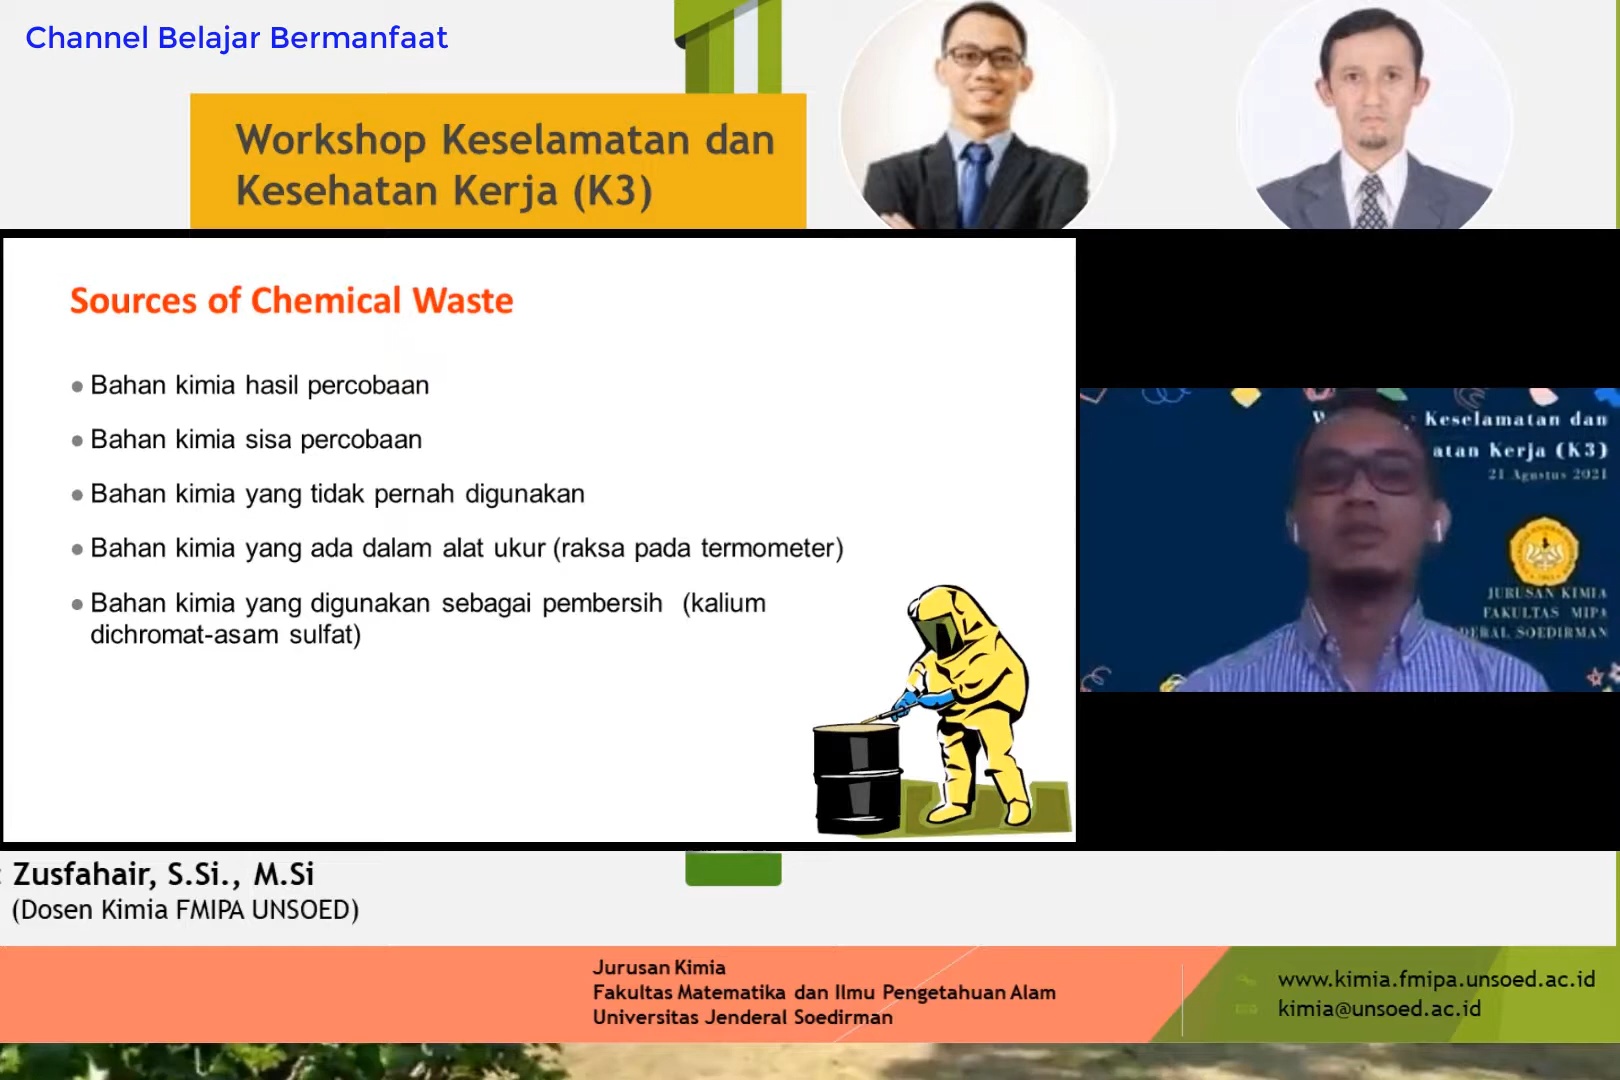 Channel Belajar Bermanfaat
Workshop Keselamatan dan
Kesehatan Kerja (K3)
Sources of Chemical Waste
● Bahan kimia hasil percobaan
● Bahan kimia sisa percobaan
● Bahan kimia yang tidak pernah digunakan
● Bahan kimia yang ada dalam alat ukur (raksa pada termometer)
● Bahan kimia yang digunakan sebagai pembersih (kalium
dichromat-asam sulfat)
Keselamatan dan
atan Kerja (K3)
21 Agustus 2021
JURUSAN KIMIA
FAKULTAS MIPA
DERAL SOEDIRMAN
: Zusfahair, S.Si., M.Si
(Dosen Kimia FMIPA UNSOED)
Jurusan Kimia
Fakultas Matematika dan Ilmu Pengetahuan Alam
Universitas Jenderal Soedirman
www.kimia.fmipa.unsoed.ac.id
kimia@unsoed.ac.id